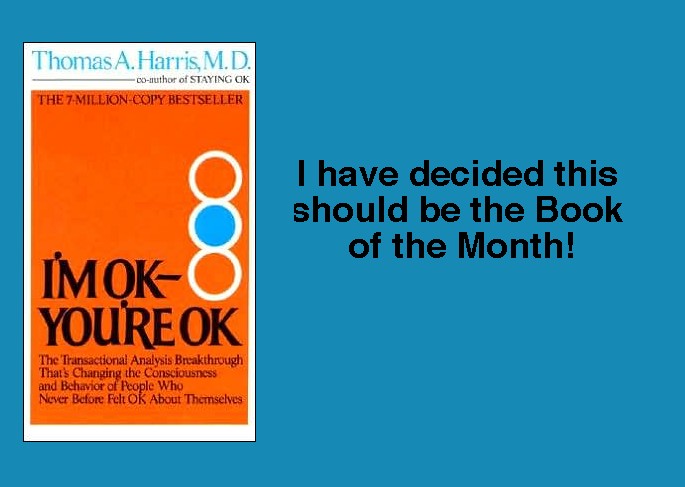 Thomas A. Harris, M.D.
co-author of STAYING OK
THE 7-MILLION-COPY BESTSELLER
I'M OK—
YOU'RE OK
The Transactional Analysis Breakthrough
That's Changing the Consciousness
and Behavior of People Who
Never Before Felt OK About Themselves
I have decided this
should be the Book
of the Month!